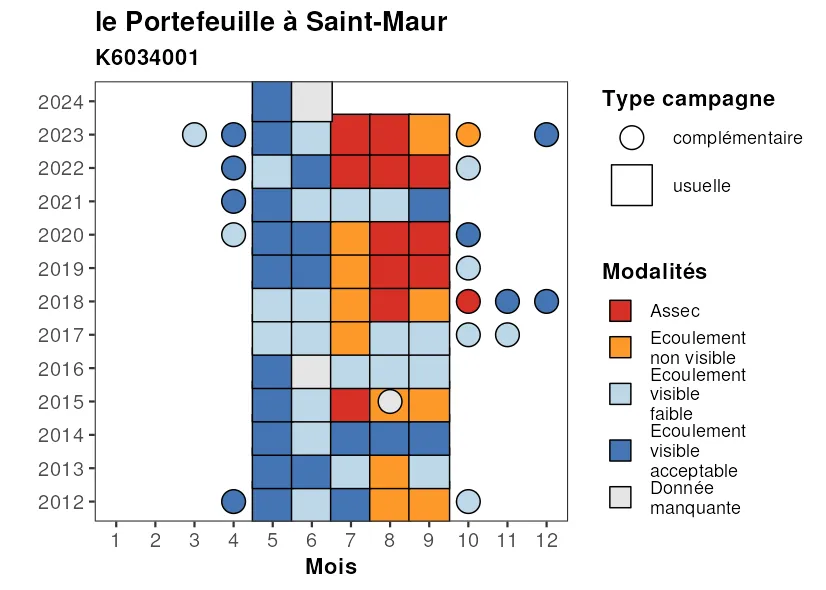 le Portefeuille à Saint-Maur
K6034001
2024
2023
2022
2021
2020
2019
2018
2017
2016
2015
2014
2013
2012
1 2 3 4 5 6 7 8 9 10 11 12
Mois
Type campagne
complémentaire
usuelle
Modalités
Assec
Ecoulement
non visible
Ecoulement
visible
faible
Ecoulement
visible
acceptable
Donnée
manquante